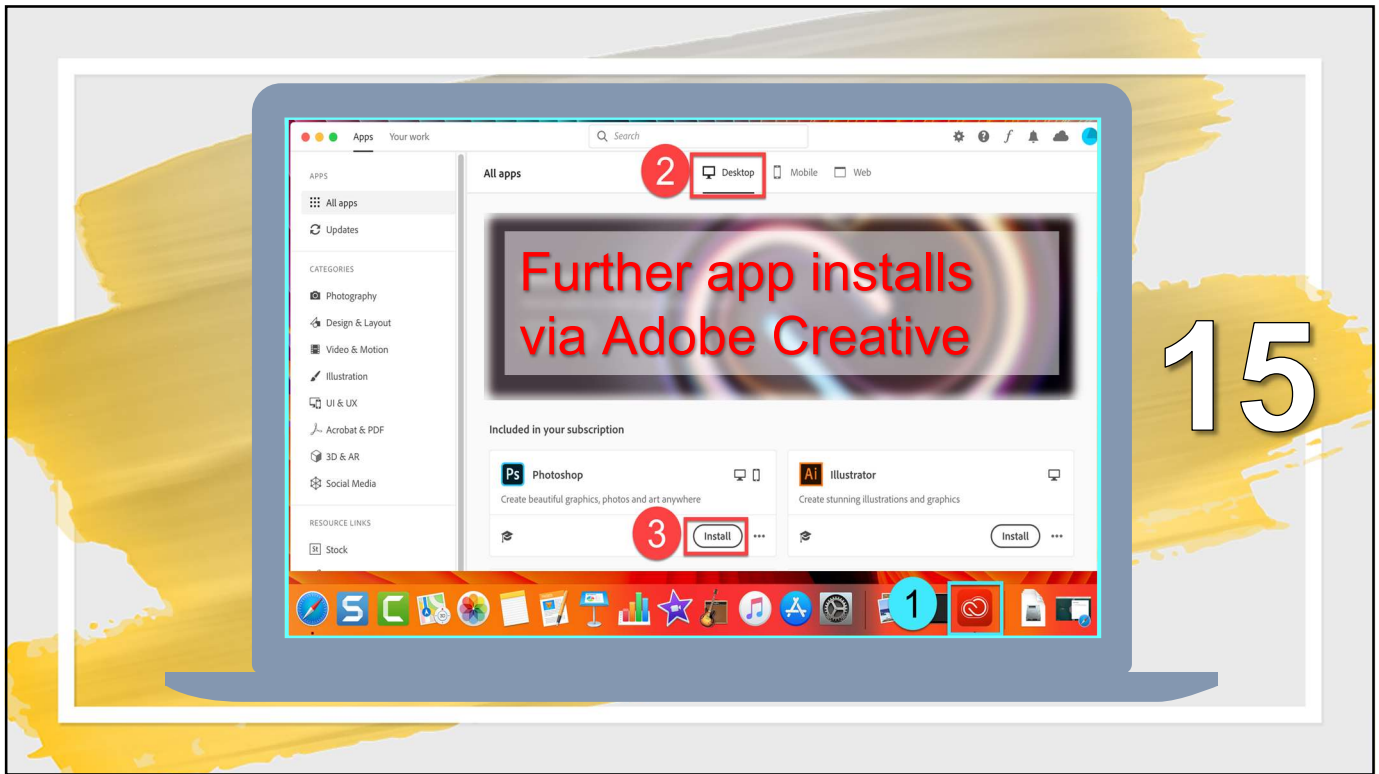 Apps Your work
Search
APPS
All apps
Updates
CATEGORIES
Photography
Design & Layout
Video & Motion
Illustration
UI & UX
Acrobat & PDF
3D & AR
Social Media
RESOURCE LINKS
St Stock
All apps
2
Desktop Mobile Web
Further app installs
via Adobe Creative
Included in your subscription
Ps Photoshop
Create beautiful graphics, photos and art anywhere
3
Install
Ai Illustrator
Create stunning illustrations and graphics
Install
1
15